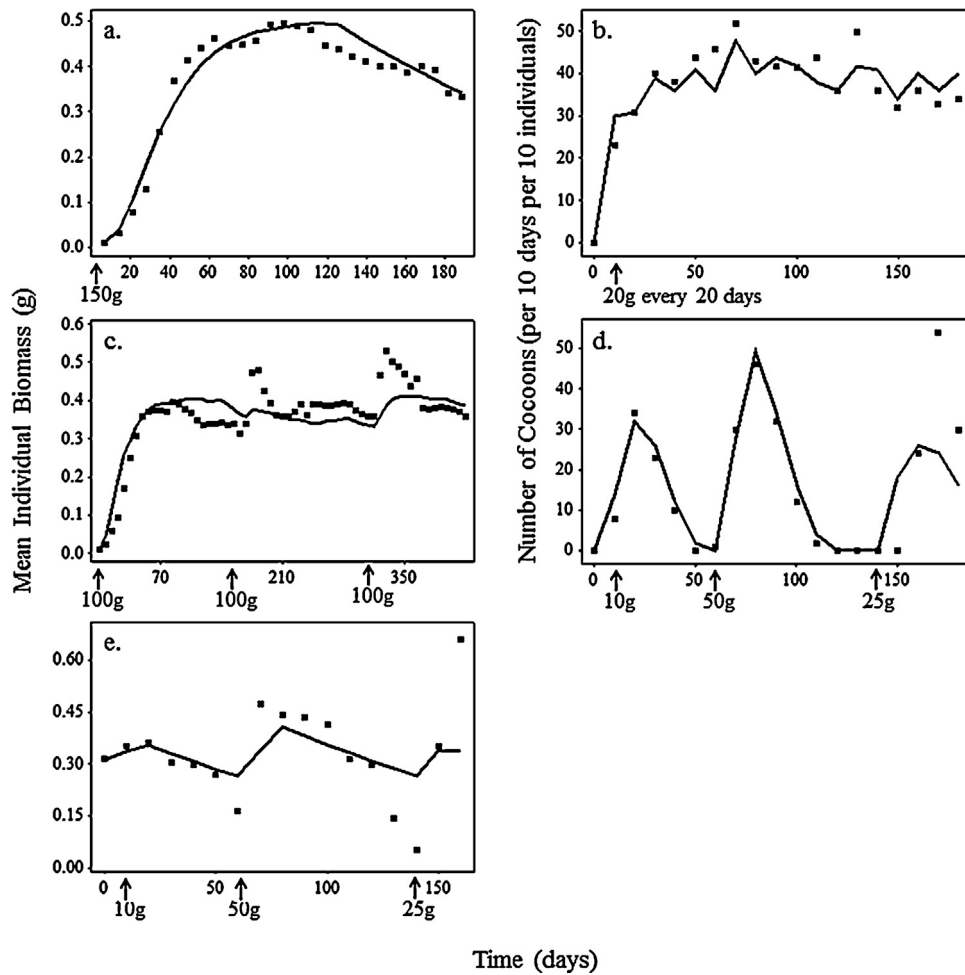 Mean Individual Biomass (g)
Number of Cocoons (per 10 days per 10 individuals)
a.
0.5
0.4
0.3
0.2
0.1
0.0
20 40 60 80 100 120 140 160 180
150g
b.
50
40
30
20
10
0
0 50 100 150
20g every 20 days
c.
0.6
0.5
0.4
0.3
0.2
0.1
0.0
70 210 350
100g 100g 100g
d.
50
40
30
20
10
0
0 50 100 150
10g 50g 25g
e.
0.60
0.45
0.30
0.15
0.00
0 50 100 150
10g 50g 25g
Time (days)